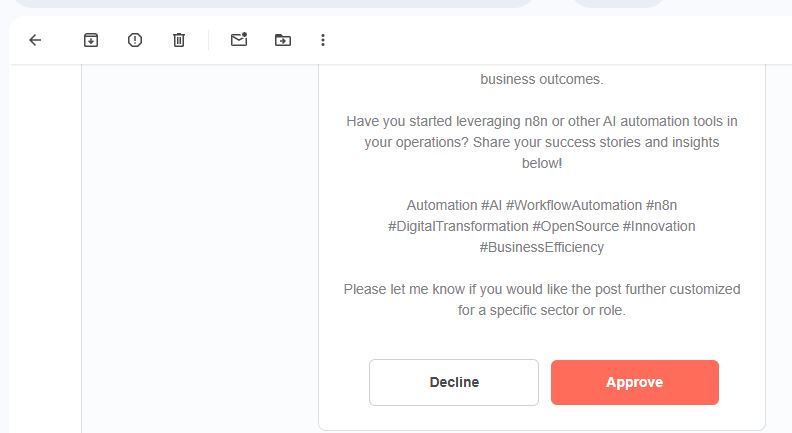 business outcomes.
Have you started leveraging n8n or other AI automation tools in
your operations? Share your success stories and insights
below!
Automation #AI #WorkflowAutomation #n8n
#DigitalTransformation #OpenSource #Innovation
#BusinessEfficiency
Please let me know if you would like the post further customized
for a specific sector or role.
Decline
Approve